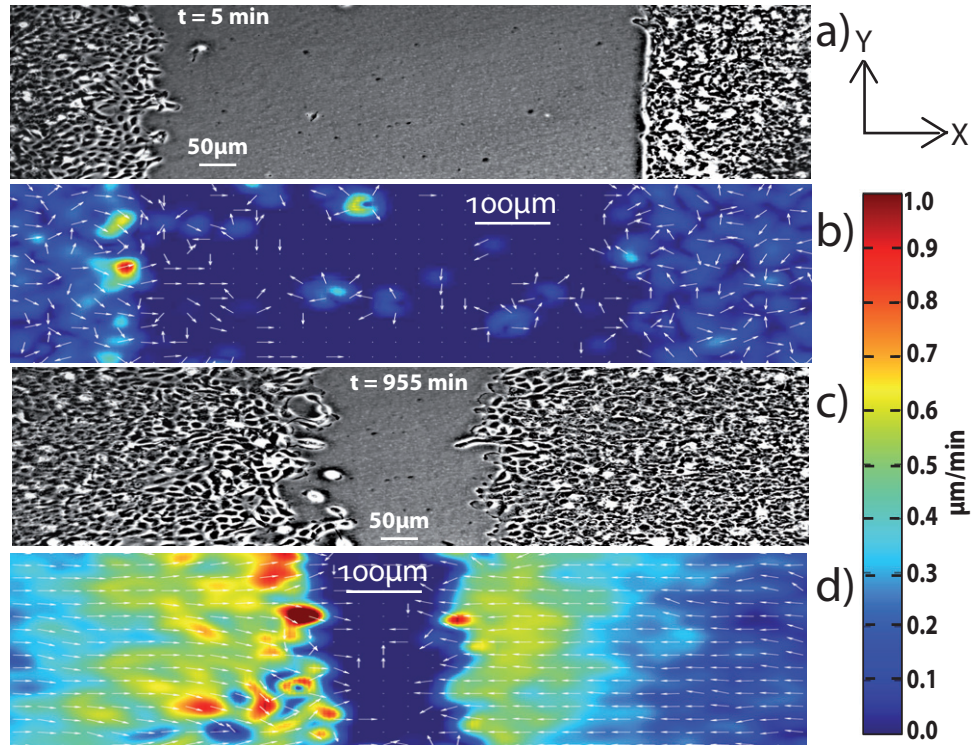 t = 5 min
a)
Y
X
50µm
b)
100µm
t = 955 min
c)
50µm
d)
100µm
1.0
0.9
0.8
0.7
0.6
0.5
0.4
0.3
0.2
0.1
0.0
µm/min